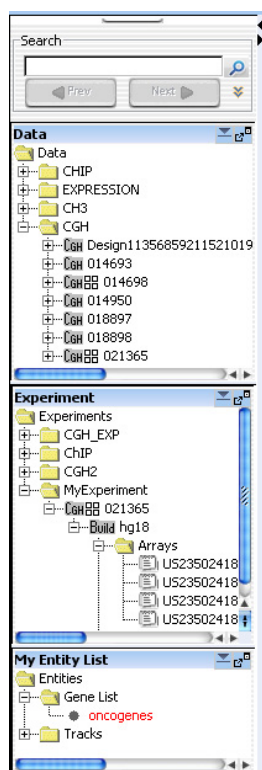 Search
Prev
Next
Data
Data
CHIP
EXPRESSION
CH3
CGH
CGH Design11356859211521019
CGH 014693
CGH 014698
CGH 014950
CGH 018897
CGH 018898
CGH 021365
Experiment
Experiments
CGH_EXP
ChIP
CGH2
MyExperiment
CGH 021365
Build hg18
Arrays
US23502418
US23502418
US23502418
US23502418
My Entity List
Entities
Gene List
oncogenes
Tracks